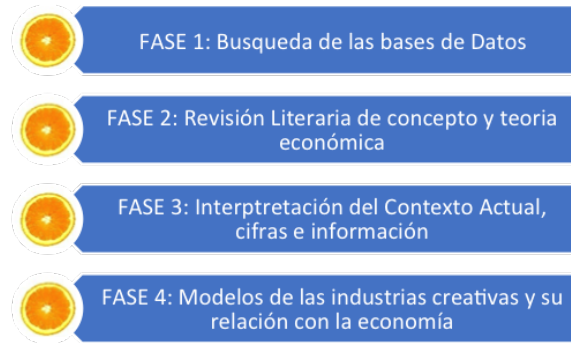 FASE 1: Busqueda de las bases de Datos
FASE 2: Revisión Literaria de concepto y teoria
económica
FASE 3: Interptretación del Contexto Actual,
cifras e información
FASE 4: Modelos de las industrias creativas y su
relación con la economía